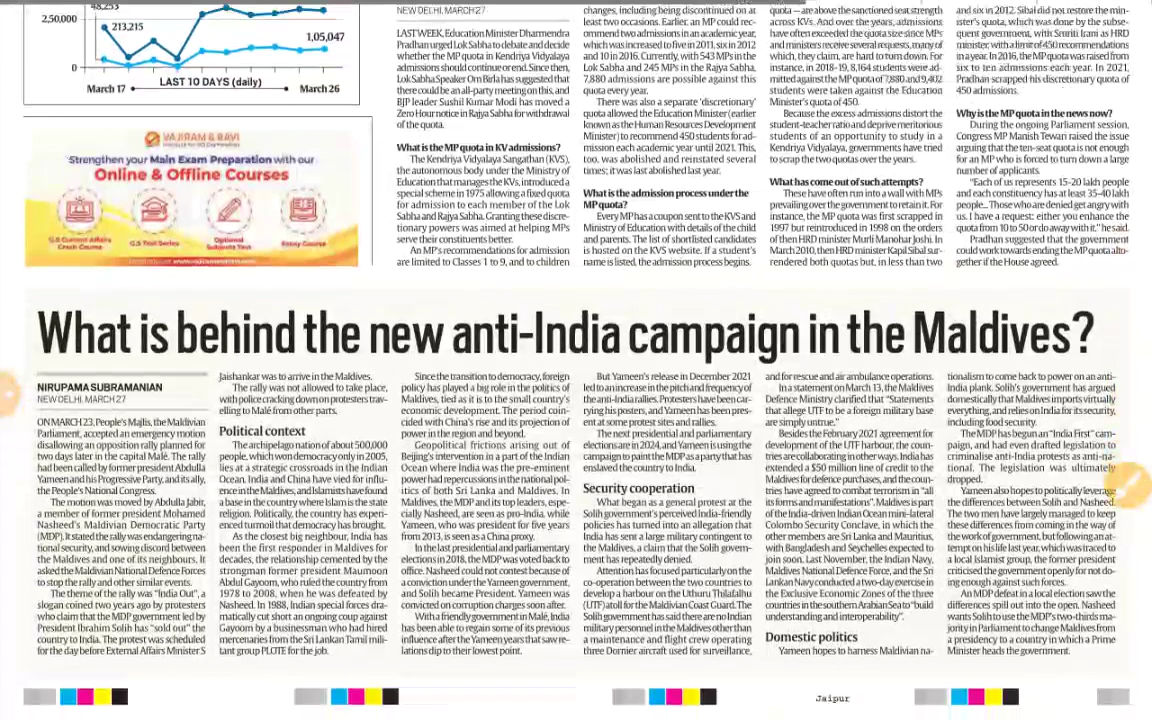 48,253
213,215
2,50,000
1,05,047
0
LAST 10 DAYS (daily)
March 17
March 26
VAJIRAM & RAVI
Institute for IAS Examination
Strengthen your Main Exam Preparation with our
Online & Offline Courses
G.S Current Affairs
Crash Course
G.S Test Series
Optional
Subjects Test
Essay Course
NEW DELHI, MARCH 27
LAST WEEK, Education Minister Dharmendra
Pradhan urged Lok Sabha to debate and decide
whether the MP quota in Kendriya Vidyalaya
admissions should continue or end. Since then,
Lok Sabha Speaker Om Birla has suggested that
there could be an all-party meeting on this, and
BJP leader Sushil Kumar Modi has moved a
Zero Hour notice in Rajya Sabha for withdrawal
of the quota.
What is the MP quota in KV admissions?
The Kendriya Vidyalaya Sangathan (KVS),
the autonomous body under the Ministry of
Education that manages the KVs, introduced a
special scheme in 1975 allowing a fixed quota
for admission to each member of the Lok
Sabha and Rajya Sabha. Granting these discre-
tionary powers was aimed at helping MPs
serve their constituents better.
An MP's recommendations for admission
are limited to Classes 1 to 9, and to children
changes, including being discontinued on at
least two occasions. Earlier, an MP could rec-
ommend two admissions in an academic year,
which was increased to five in 2011, six in 2012
and 10 in 2016. Currently, with 543 MPs in the
Lok Sabha and 245 MPs in the Rajya Sabha,
7,880 admissions are possible against this
quota every year.
There was also a separate 'discretionary'
quota allowed the Education Minister (earlier
known as the Human Resources Development
Minister) to recommend 450 students for ad-
mission each academic year until 2021. This,
too, was abolished and reinstated several
times; it was last abolished last year.
What is the admission process under the
MP quota?
Every MP has a coupon sent to the KVS and
Ministry of Education with details of the child
and parents. The list of shortlisted candidates
is hosted on the KVS website. If a student's
name is listed, the admission process begins.
quota — are above the sanctioned seat strength
across KVs. And over the years, admissions
have often exceeded the quota size since MPs
and ministers receive several requests, many of
which, they claim, are hard to turn down. For
instance, in 2018-19, 8,164 students were ad-
mitted against the MP quota of 7,880 and 9,402
students were taken against the Education
Minister's quota of 450.
Because the excess admissions distort the
student-teacher ratio and deprive meritorious
students of an opportunity to study in a
Kendriya Vidyalaya, governments have tried
to scrap the two quotas over the years.
What has come out of such attempts?
These have often run into a wall with MPs
prevailing over the government to retain it. For
instance, the MP quota was first scrapped in
1997 but reintroduced in 1998 on the orders
of then HRD minister Murli Manohar Joshi. In
March 2010, then HRD minister Kapil Sibal sur-
rendered both quotas but, in less than two
and six in 2012. Sibal did not restore the min-
ister's quota, which was done by the subse-
quent government, with Smriti Irani as HRD
minister, with a limit of 450 recommendations
in a year. In 2016, the MP quota was raised from
six to ten admissions each year. In 2021,
Pradhan scrapped his discretionary quota of
450 admissions.
Why is the MP quota in the news now?
During the ongoing Parliament session,
Congress MP Manish Tewari raised the issue
arguing that the ten-seat quota is not enough
for an MP who is forced to turn down a large
number of applicants.
"Each of us represents 15-20 lakh people
and each constituency has at least 35-40 lakh
people... Those who are denied get angry with
us. I have a request: either you enhance the
quota from 10 to 50 or do away with it," he said.
Pradhan suggested that the government
could work towards ending the MP quota alto-
gether if the House agreed.
What is behind the new anti-India campaign in the Maldives?
NIRUPAMA SUBRAMANIAN
NEW DELHI, MARCH 27
ON MARCH 23, People's Majlis, the Maldivian
Parliament, accepted an emergency motion
disallowing an opposition rally planned for
two days later in the capital Malé. The rally
had been called by former president Abdulla
Yameen and his Progressive Party, and its ally,
the People's National Congress.
The motion was moved by Abdulla Jabir,
a member of former president Mohamed
Nasheed's Maldivian Democratic Party
(MDP). It stated the rally was endangering na-
tional security, and sowing discord between
the Maldives and one of its neighbours. It
asked the Maldivian National Defence Forces
to stop the rally and other similar events.
The theme of the rally was "India Out", a
slogan coined two years ago by protesters
who claim that the MDP government led by
President Ibrahim Solih has "sold out" the
country to India. The protest was scheduled
for the day before External Affairs Minister S
Jaishankar was to arrive in the Maldives.
The rally was not allowed to take place,
with police cracking down on protesters trav-
elling to Malé from other parts.
Political context
The archipelago nation of about 500,000
people, which won democracy only in 2005,
lies at a strategic crossroads in the Indian
Ocean. India and China have vied for influ-
ence in the Maldives, and Islamists have found
a base in the country where Islam is the state
religion. Politically, the country has experi-
enced turmoil that democracy has brought.
As the closest big neighbour, India has
been the first responder in Maldives for
decades, the relationship cemented by the
strongman former president Maumoon
Abdul Gayoom, who ruled the country from
1978 to 2008, when he was defeated by
Nasheed. In 1988, Indian special forces dra-
matically cut short an ongoing coup against
Gayoom by a businessman who had hired
mercenaries from the Sri Lankan Tamil mili-
tant group PLOTE for the job.
Since the transition to democracy, foreign
policy has played a big role in the politics of
Maldives, tied as it is to the small country's
economic development. The period coin-
cided with China's rise and its projection of
power in the region and beyond.
Geopolitical frictions arising out of
Beijing's intervention in a part of the Indian
Ocean where India was the pre-eminent
power had repercussions in the national pol-
itics of both Sri Lanka and Maldives. In
Maldives, the MDP and its top leaders, espe-
cially Nasheed, are seen as pro-India, while
Yameen, who was president for five years
from 2013, is seen as a China proxy.
In the last presidential and parliamentary
elections in 2018, the MDP was voted back to
office. Nasheed could not contest because of
a conviction under the Yameen government,
and Solih became President. Yameen was
convicted on corruption charges soon after.
With a friendly government in Malé, India
has been able to regain some of its previous
influence after the Yameen years that saw re-
lations dip to their lowest point.
But Yameen's release in December 2021
led to an increase in the pitch and frequency of
the anti-India rallies. Protesters have been car-
rying his posters, and Yameen has been pres-
ent at some protest sites and rallies.
The next presidential and parliamentary
elections are in 2024, and Yameen is using the
campaign to paint the MDP as a party that has
enslaved the country to India.
Security cooperation
What began as a general protest at the
Solih government's perceived India-friendly
policies has turned into an allegation that
India has sent a large military contingent to
the Maldives, a claim that the Solih govern-
ment has repeatedly denied.
Attention has focused particularly on the
co-operation between the two countries to
develop a harbour on the Uthuru Thilafalhu
(UTF) atoll for the Maldivian Coast Guard. The
Solih government has said there are no Indian
military personnel in the Maldives other than
a maintenance and flight crew operating
three Dornier aircraft used for surveillance,
and for rescue and air ambulance operations.
In a statement on March 13, the Maldives
Defence Ministry clarified that "Statements
that allege UTF to be a foreign military base
are simply untrue."
Besides the February 2021 agreement for
development of the UTF harbour, the coun-
tries are collaborating in other ways. India has
extended a $50 million line of credit to the
Maldives for defence purchases, and the coun-
tries have agreed to combat terrorism in "all
its forms and manifestations". Maldives is part
of the India-driven Indian Ocean mini-lateral
Colombo Security Conclave, in which the
other members are Sri Lanka and Mauritius,
with Bangladesh and Seychelles expected to
join soon. Last November, the Indian Navy,
Maldives National Defence Force, and the Sri
Lankan Navy conducted a two-day exercise in
the Exclusive Economic Zones of the three
countries in the southern Arabian Sea to "build
understanding and interoperability".
Domestic politics
Yameen hopes to harness Maldivian na-
tionalism to come back to power on an anti-
India plank. Solih's government has argued
domestically that Maldives imports virtually
everything, and relies on India for its security,
including food security.
The MDP has begun an "India First" cam-
paign, and had even drafted legislation to
criminalise anti-India protests as anti-na-
tional. The legislation was ultimately
dropped.
Yameen also hopes to politically leverage
the differences between Solih and Nasheed.
The two men have largely managed to keep
these differences from coming in the way of
the work of government, but following an at-
tempt on his life last year, which was traced to
a local Islamist group, the former president
criticised the government openly for not do-
ing enough against such forces.
An MDP defeat in a local election saw the
differences spill out into the open. Nasheed
wants Solih to use the MDP's two-thirds ma-
jority in Parliament to change Maldives from
a presidency to a country in which a Prime
Minister heads the government.
Jaipur